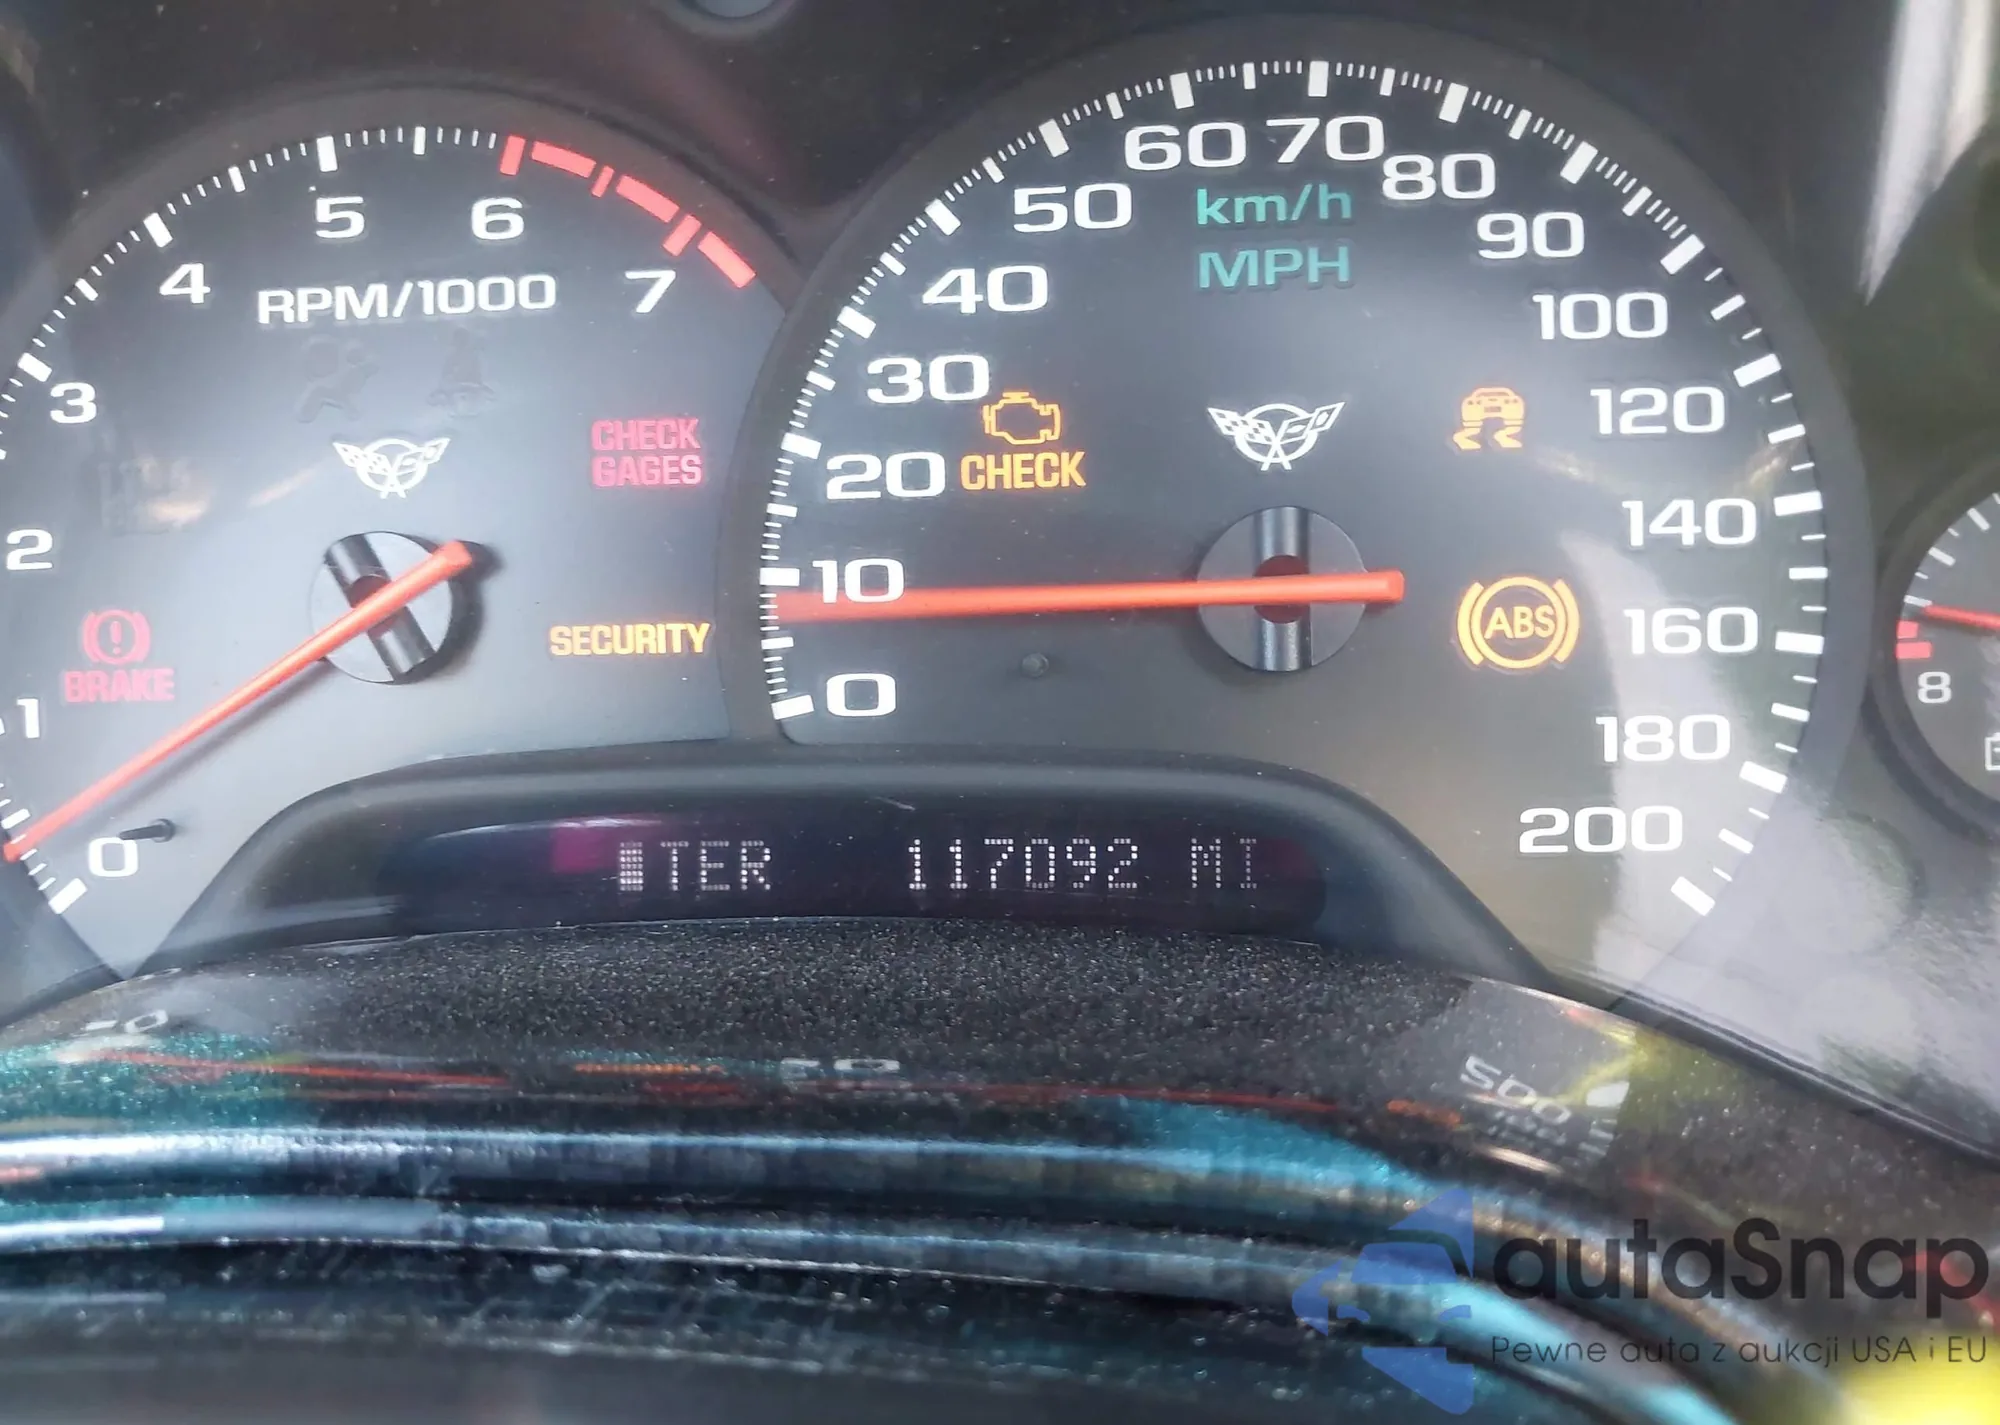 5 6
4 RPM/1000 7
3
CHECK
GAGES
2
SECURITY
BRAKE
1
0
60 70
50 km/h 80
MPH 90
40 100
30
CHECK 120
20
140
10
ABS 160
0
180
200
8
TER 117092 MI
autaSnap
Pewne auta z aukcji USA i EU